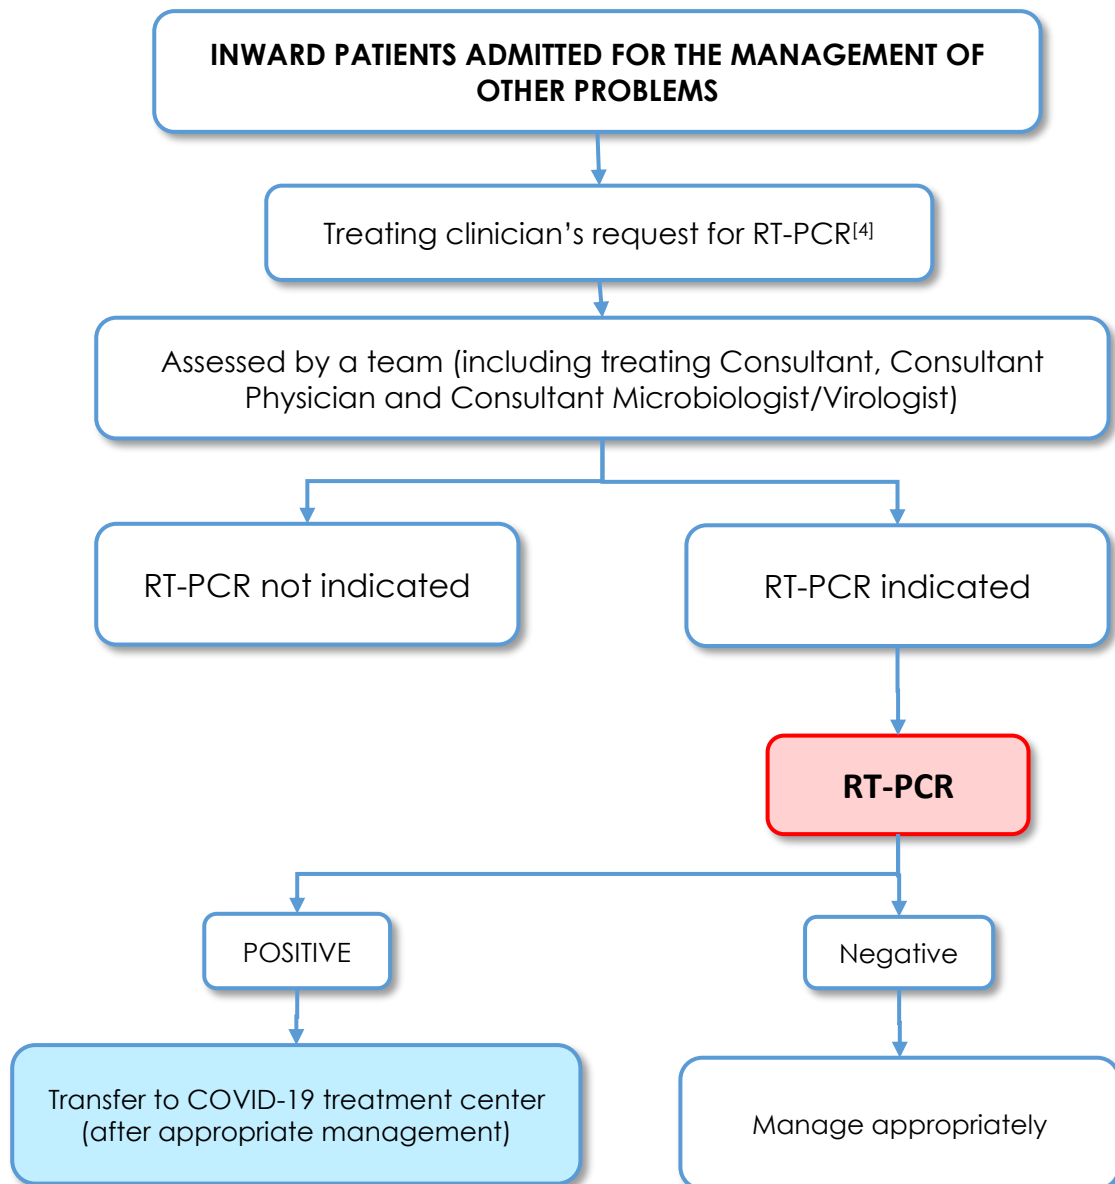 INWARD PATIENTS ADMITTED FOR THE MANAGEMENT OF
OTHER PROBLEMS
Treating clinician’s request for RT-PCR[4]
Assessed by a team (including treating Consultant, Consultant
Physician and Consultant Microbiologist/Virologist)
RT-PCR not indicated
RT-PCR indicated
RT-PCR
POSITIVE
Negative
Transfer to COVID-19 treatment center
(after appropriate management)
Manage appropriately